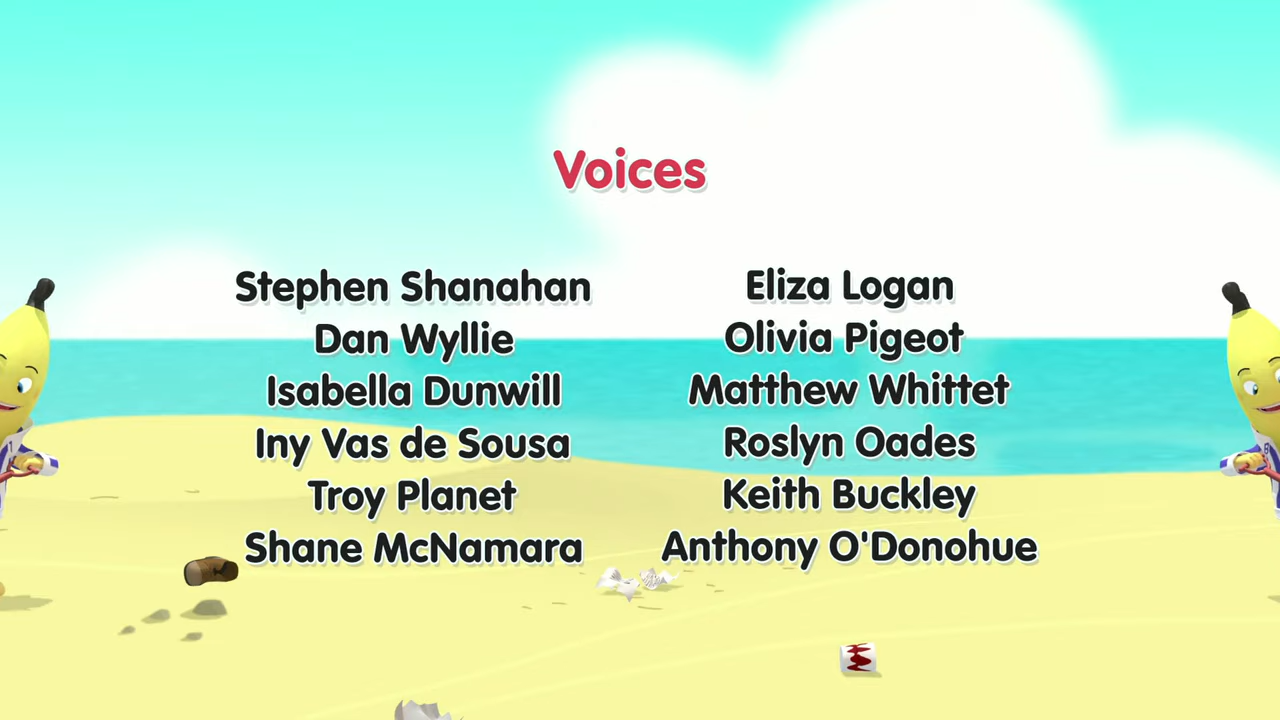 Voices
Stephen Shanahan
Dan Wyllie
Isabella Dunwill
Iny Vas de Sousa
Troy Planet
Shane McNamara
Eliza Logan
Olivia Pigeot
Matthew Whittet
Roslyn Oades
Keith Buckley
Anthony O'Donohue